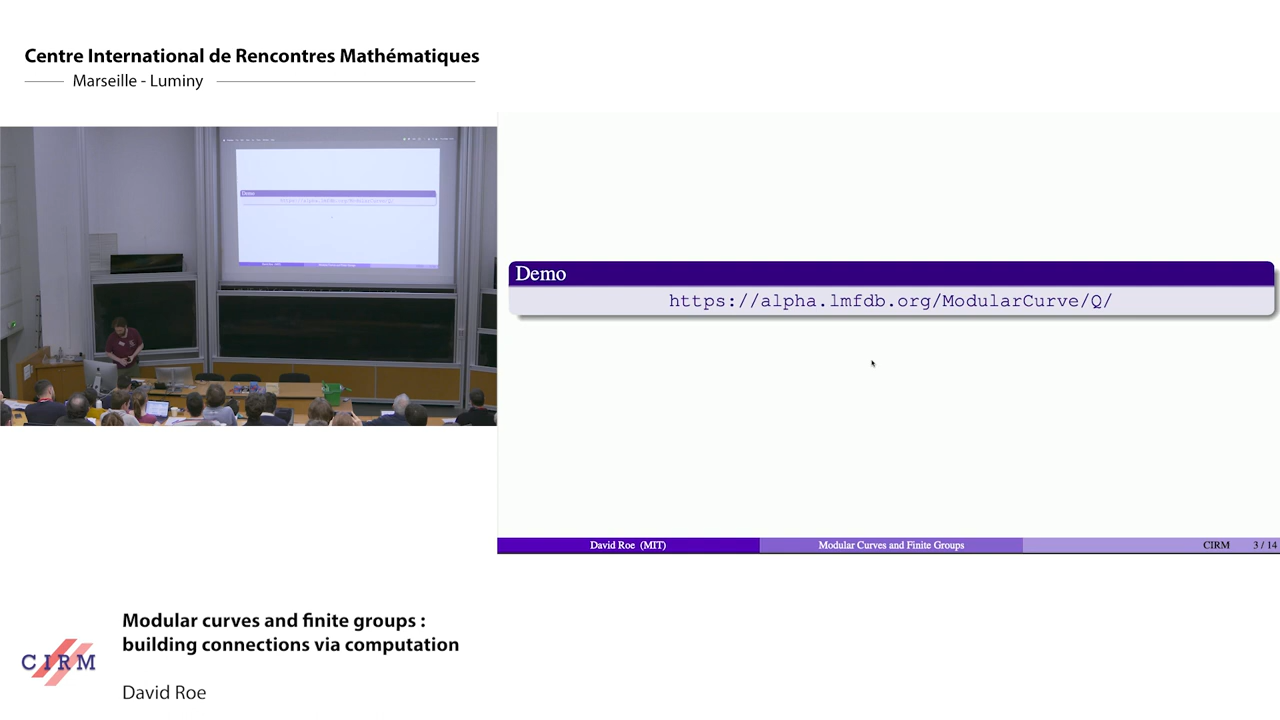 Centre International de Rencontres Mathématiques
Marseille - Luminy
Demo
https://alpha.lmfdb.org/ModularCurve/Q/
David Roe (MIT)
Modular Curves and Finite Groups
CIRM
3 / 14
Modular curves and finite groups :
building connections via computation
CIRM
David Roe